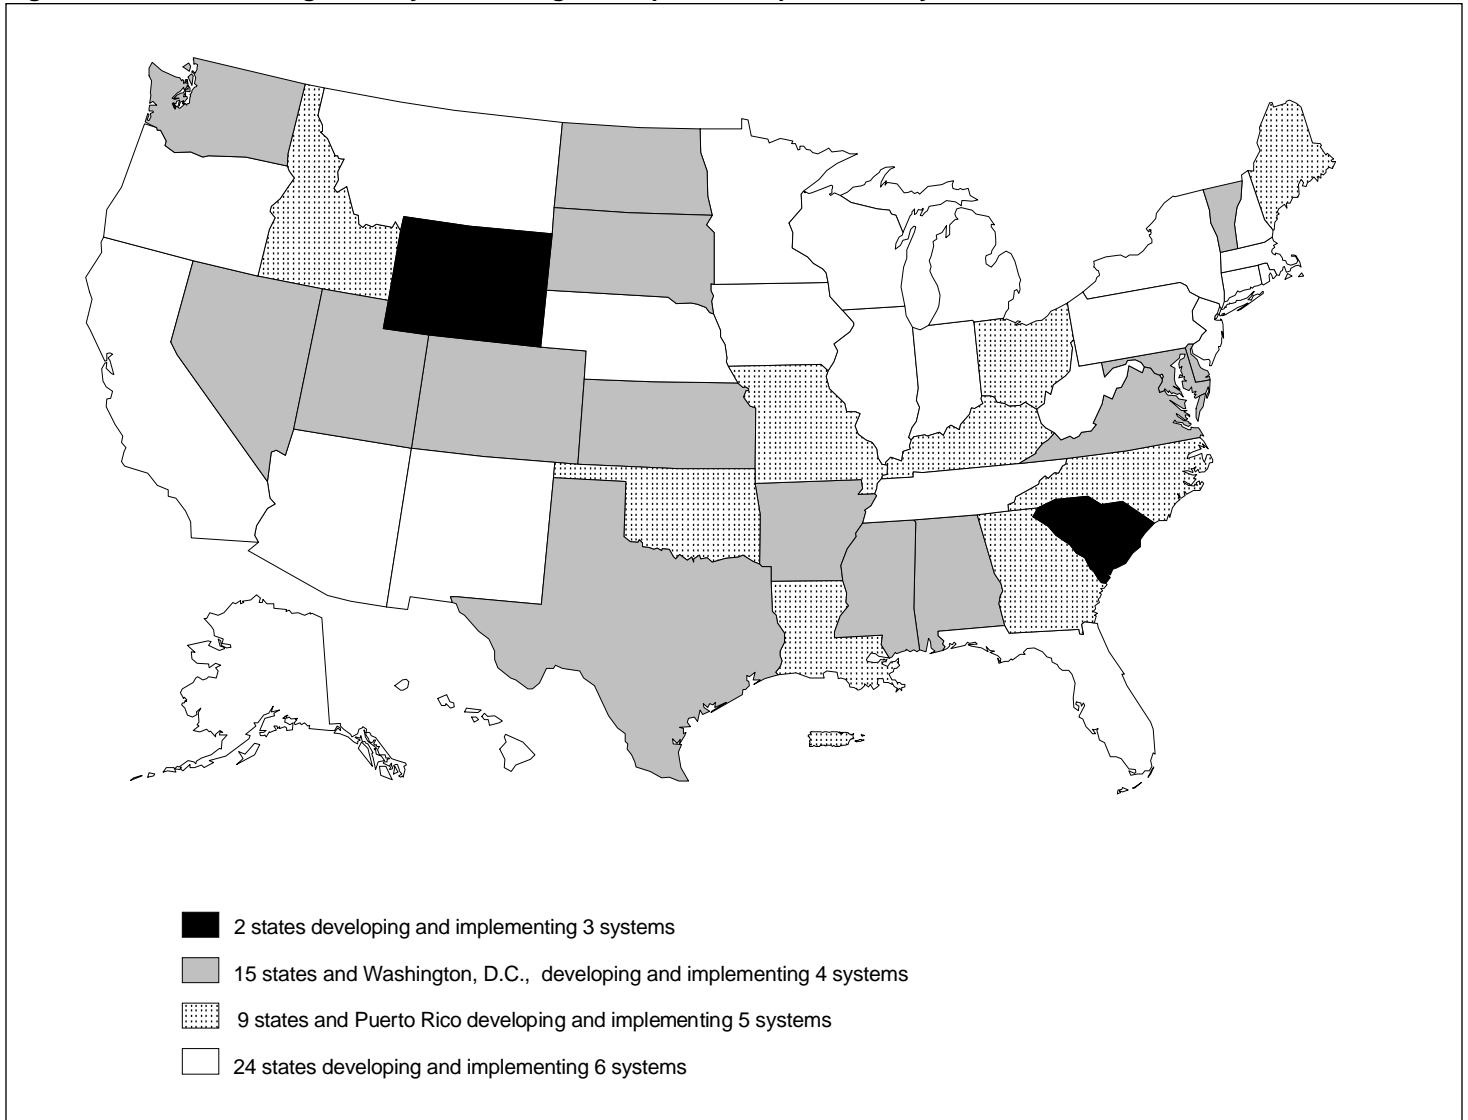 2 states developing and implementing 3 systems
15 states and Washington, D.C., developing and implementing 4 systems
9 states and Puerto Rico developing and implementing 5 systems
24 states developing and implementing 6 systems